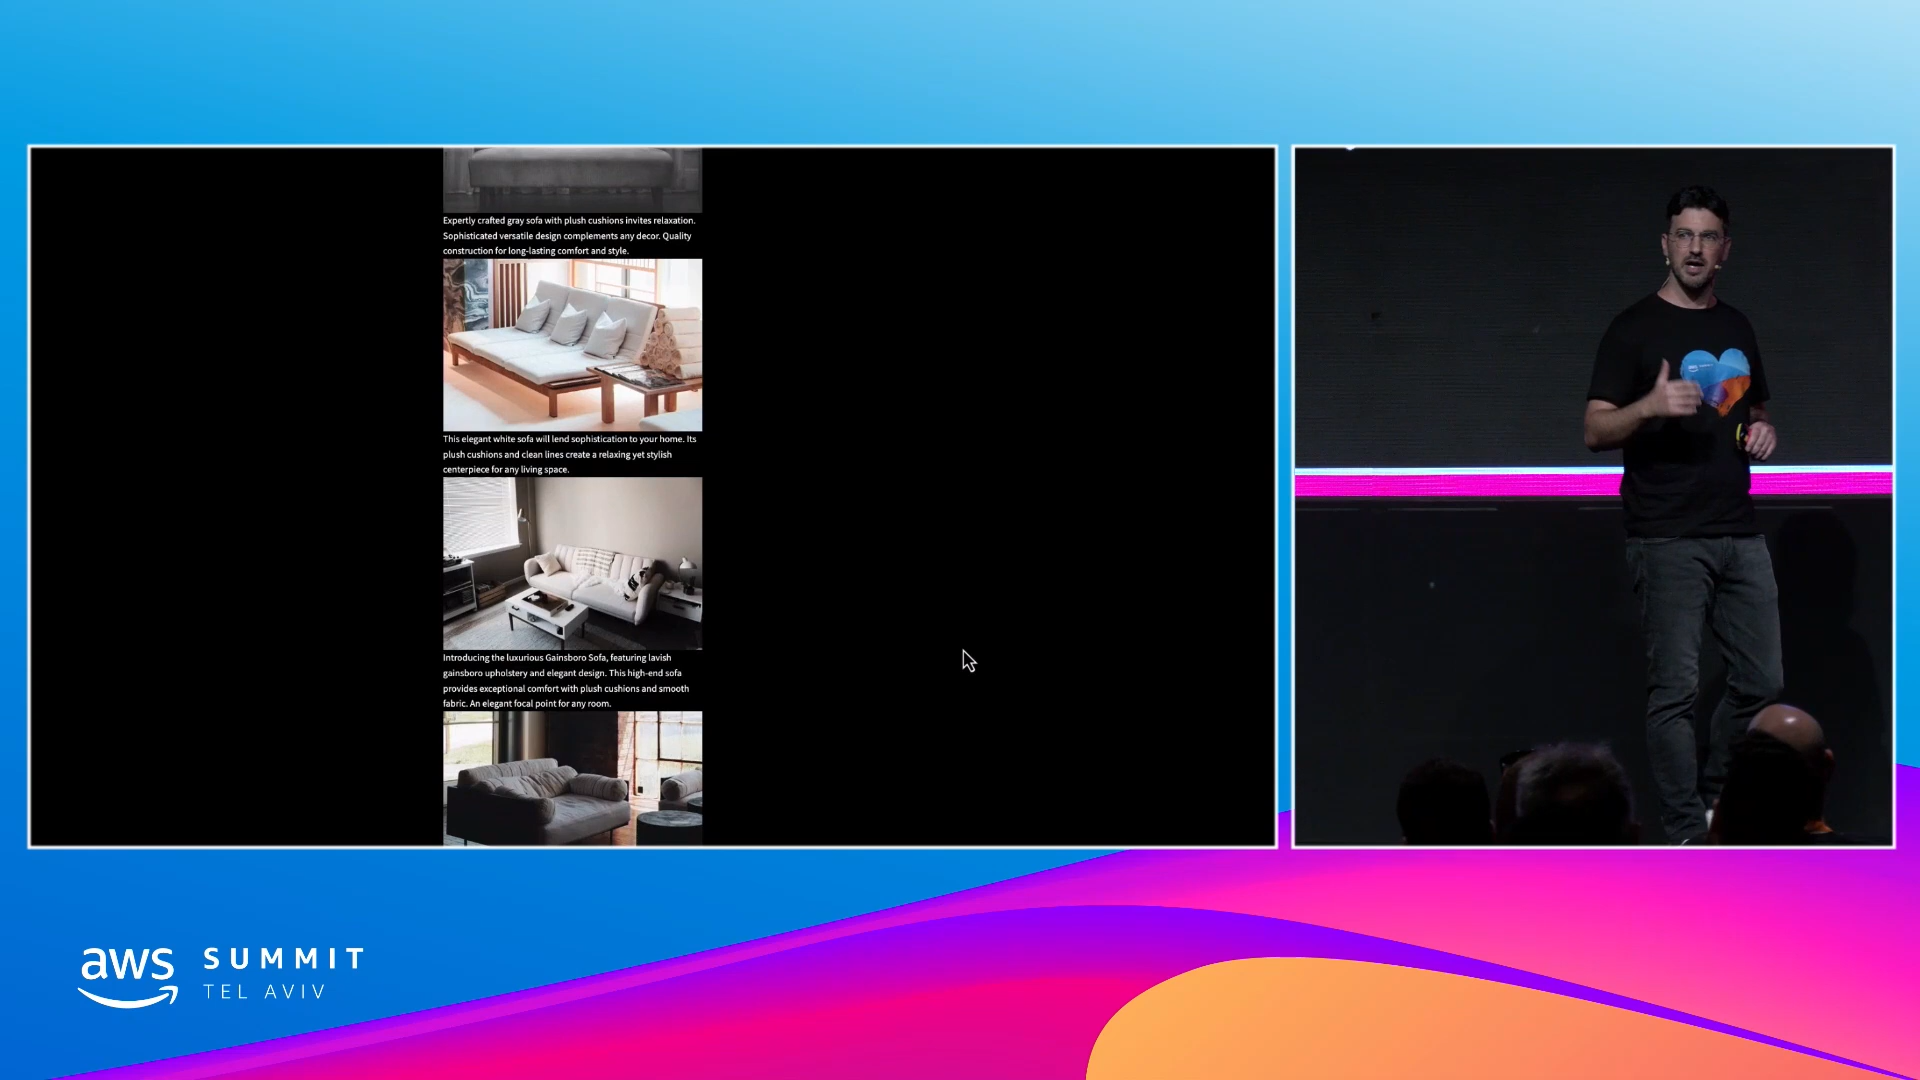 Expertly crafted gray sofa with plush cushions invites relaxation.
Sophisticated versatile design complements any decor. Quality
construction for long-lasting comfort and style.
This elegant white sofa will lend sophistication to your home. Its
plush cushions and clean lines create a relaxing yet stylish
centerpiece for any living space.
Introducing the luxurious Gainsboro Sofa, featuring lavish
gainsboro upholstery and elegant design. This high-end sofa
provides exceptional comfort with plush cushions and smooth
fabric. An elegant focal point for any room.
aws
aws SUMMIT
TEL AVIV